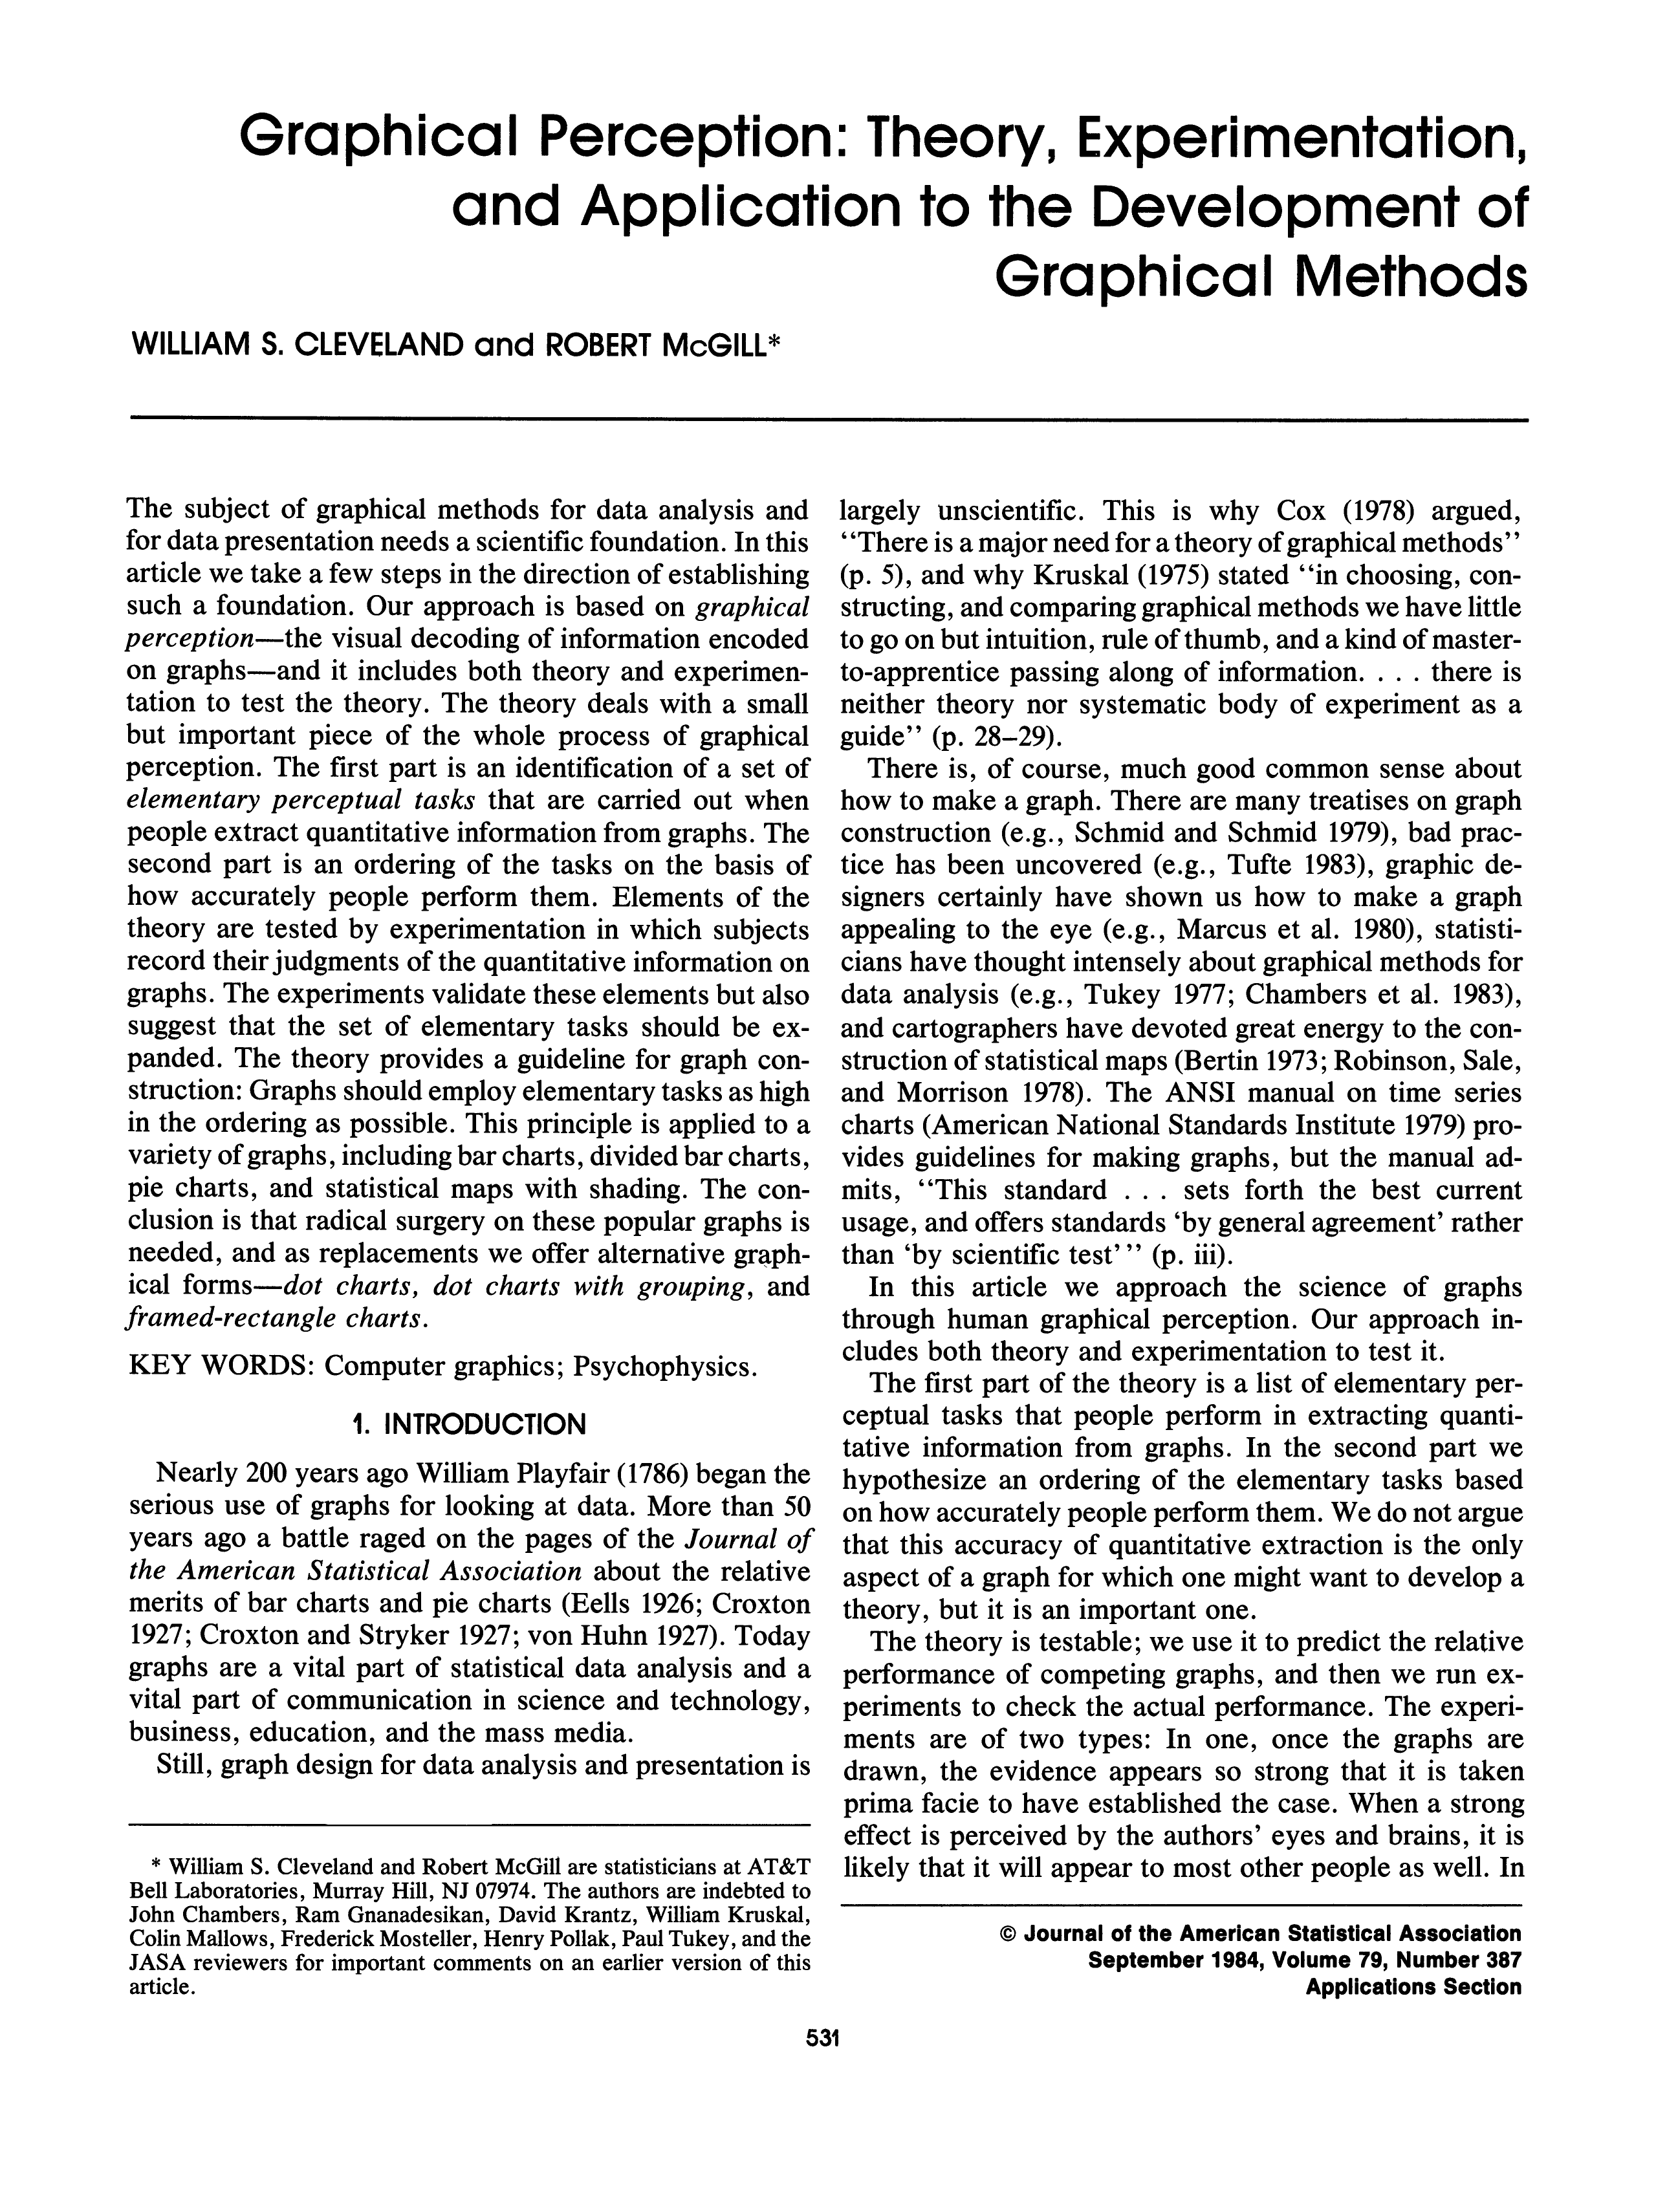 Graphical Perception: Theory, Experimentation,
and Application to the Development of
Graphical Methods
WILLIAM S. CLEVELAND and ROBERT McGILL*
The subject of graphical methods for data analysis and
for data presentation needs a scientific foundation. In this
article we take a few steps in the direction of establishing
such a foundation. Our approach is based on graphical
perception—the visual decoding of information encoded
on graphs—and it includes both theory and experimen-
tation to test the theory. The theory deals with a small
but important piece of the whole process of graphical
perception. The first part is an identification of a set of
elementary perceptual tasks that are carried out when
people extract quantitative information from graphs. The
second part is an ordering of the tasks on the basis of
how accurately people perform them. Elements of the
theory are tested by experimentation in which subjects
record their judgments of the quantitative information on
graphs. The experiments validate these elements but also
suggest that the set of elementary tasks should be ex-
panded. The theory provides a guideline for graph con-
struction: Graphs should employ elementary tasks as high
in the ordering as possible. This principle is applied to a
variety of graphs, including bar charts, divided bar charts,
pie charts, and statistical maps with shading. The con-
clusion is that radical surgery on these popular graphs is
needed, and as replacements we offer alternative graph-
ical forms—dot charts, dot charts with grouping, and
framed-rectangle charts.
KEY WORDS: Computer graphics; Psychophysics.
1. INTRODUCTION
Nearly 200 years ago William Playfair (1786) began the
serious use of graphs for looking at data. More than 50
years ago a battle raged on the pages of the Journal of
the American Statistical Association about the relative
merits of bar charts and pie charts (Eells 1926; Croxton
1927; Croxton and Stryker 1927; von Huhn 1927). Today
graphs are a vital part of statistical data analysis and a
vital part of communication in science and technology,
business, education, and the mass media.
Still, graph design for data analysis and presentation is
* William S. Cleveland and Robert McGill are statisticians at AT&T
Bell Laboratories, Murray Hill, NJ 07974. The authors are indebted to
John Chambers, Ram Gnanadesikan, David Krantz, William Kruskal,
Colin Mallows, Frederick Mosteller, Henry Pollak, Paul Tukey, and the
JASA reviewers for important comments on an earlier version of this
article.
largely unscientific. This is why Cox (1978) argued,
‘‘There is a major need for a theory of graphical methods’’
(p. 5), and why Kruskal (1975) stated ‘‘in choosing, con-
structing, and comparing graphical methods we have little
to go on but intuition, rule of thumb, and a kind of master-
to-apprentice passing along of information. . . . there is
neither theory nor systematic body of experiment as a
guide’’ (p. 28–29).
There is, of course, much good common sense about
how to make a graph. There are many treatises on graph
construction (e.g., Schmid and Schmid 1979), bad prac-
tice has been uncovered (e.g., Tufte 1983), graphic de-
signers certainly have shown us how to make a graph
appealing to the eye (e.g., Marcus et al. 1980), statisti-
cians have thought intensely about graphical methods for
data analysis (e.g., Tukey 1977; Chambers et al. 1983),
and cartographers have devoted great energy to the con-
struction of statistical maps (Bertin 1973; Robinson, Sale,
and Morrison 1978). The ANSI manual on time series
charts (American National Standards Institute 1979) pro-
vides guidelines for making graphs, but the manual ad-
mits, ‘‘This standard . . . sets forth the best current
usage, and offers standards ‘by general agreement’ rather
than ‘by scientific test’ ’’ (p. iii).
In this article we approach the science of graphs
through human graphical perception. Our approach in-
cludes both theory and experimentation to test it.
The first part of the theory is a list of elementary per-
ceptual tasks that people perform in extracting quanti-
tative information from graphs. In the second part we
hypothesize an ordering of the elementary tasks based
on how accurately people perform them. We do not argue
that this accuracy of quantitative extraction is the only
aspect of a graph for which one might want to develop a
theory, but it is an important one.
The theory is testable; we use it to predict the relative
performance of competing graphs, and then we run ex-
periments to check the actual performance. The experi-
ments are of two types: In one, once the graphs are
drawn, the evidence appears so strong that it is taken
prima facie to have established the case. When a strong
effect is perceived by the authors’ eyes and brains, it is
likely that it will appear to most other people as well. In
© Journal of the American Statistical Association
September 1984, Volume 79, Number 387
Applications Section
531